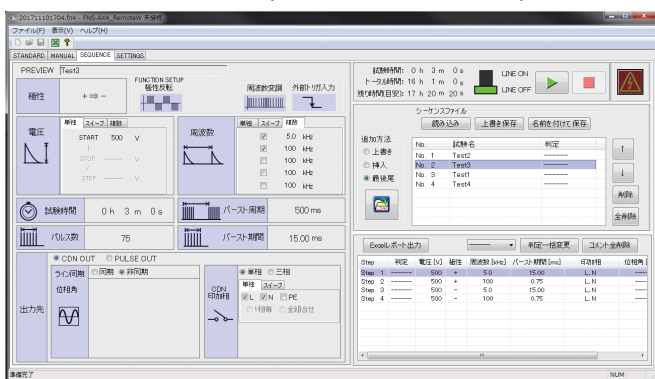 201711101704.fn4 - FNS-AX4_RemoteW 未接続
ファイル(F) 表示(V) ヘルプ(H)
STANDARD MANUAL SEQUENCE SETTINGS
PREVIEW Test3
FUNCTION SETUP
極性 + ⇒ -
極性反転 周波数変調 外部トリガ入力
電圧
単独 スイープ 複数
START 500 V
STOP ---- V
STEP ---- V
周波数
単独 スイープ 複数
5.0 kHz
100 kHz
100 kHz
100 kHz
100 kHz
試験時間 0 h 3 m 0 s
バースト周期 500 ms
パルス数 75
バースト期間 15.00 ms
出力先
CDN OUT PULSE OUT
ライン同期 同期 非同期
位相角
CDN
印加相
単相 三相
単独 スイープ
L N PE
1相毎 全組合せ
試験時間: 0 h 3 m 0 s
トータル時間: 16 h 1 m 0 s
残り時間(目安): 17 h 20 m 20 s
LINE ON
LINE OFF
シーケンスファイル
読み込み 上書き保存 名前を付けて保存
追加方法
上書き
挿入
最後尾
No. 試験名 判定
No. 1 Test2 ------
No. 2 Test3 ------
No. 3 Test1 ------
No. 4 Test4 ------
↑
↓
削除
全削除
Excelレポート出力 ------ 判定一括変更 コメント全削除
Step 判定 電圧 [V] 極性 周波数 [kHz] バースト期間 [ms] 印加相 位相角 [
Step 1 ------ 500 + 5.0 15.00 L, N
Step 2 ------ 500 + 100 0.75 L, N
Step 3 ------ 500 - 5.0 15.00 L, N
Step 4 ------ 500 - 100 0.75 L, N
準備完了 NUM